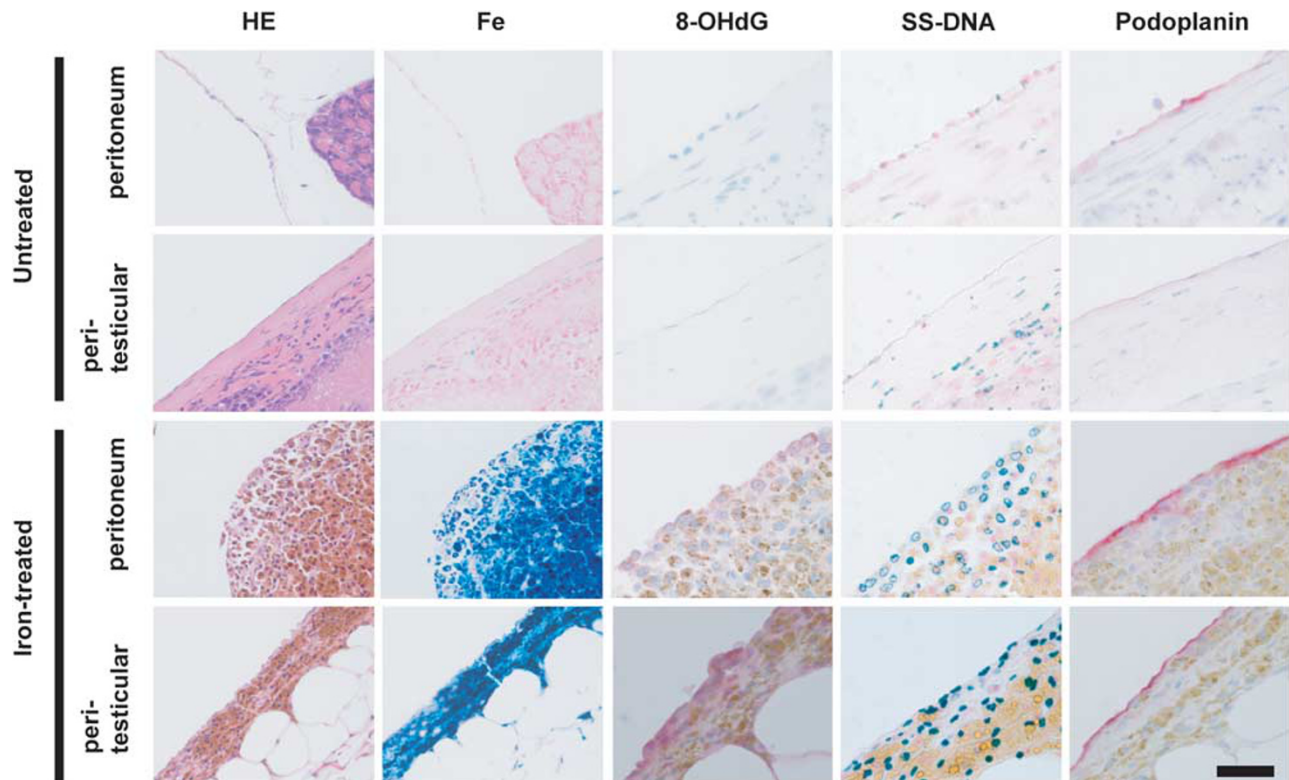 HE Fe 8-OHdG SS-DNA Podoplanin
Untreated
peritoneum
peri-
testicular
Iron-treated
peritoneum
peri-
testicular